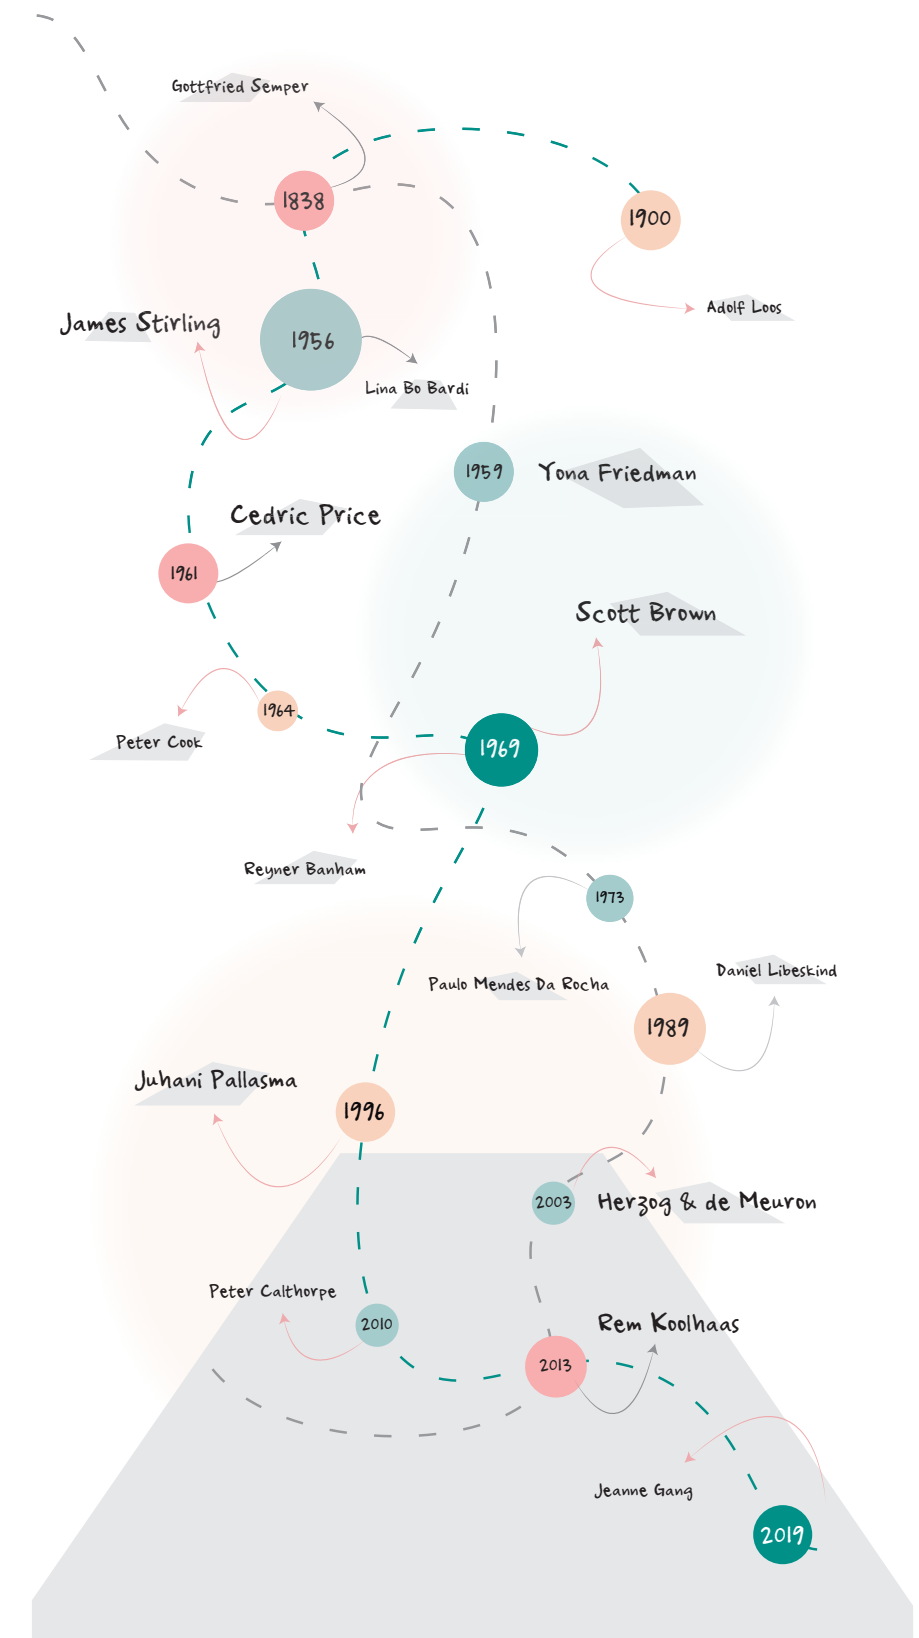 Gottfried Semper
1838
1900
Adolf Loos
James Stirling
1956
Lina Bo Bardi
1959
Yona Friedman
Cedric Price
1961
Scott Brown
1964
Peter Cook
1969
Reyner Banham
1973
Paulo Mendes Da Rocha
Daniel Libeskind
1989
Juhani Pallasma
1996
2003
Herzog & de Meuron
Peter Calthorpe
2010
Rem Koolhaas
2013
Jeanne Gang
2019